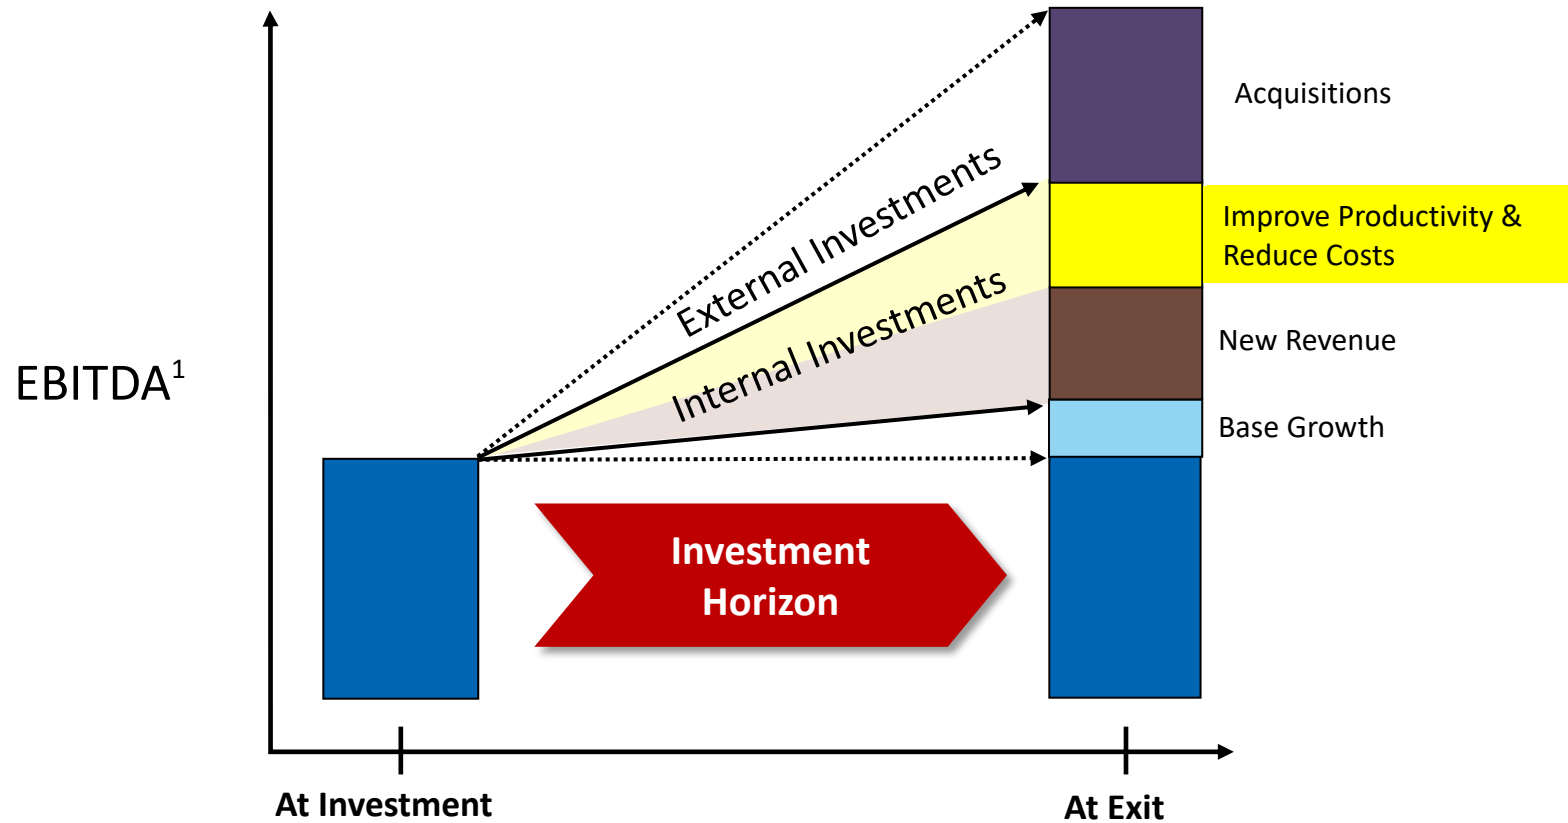 Acquisitions
External Investments
Improve Productivity &
Reduce Costs
Internal Investments
New Revenue
EBITDA¹
Base Growth
Investment
Horizon
At Investment
At Exit